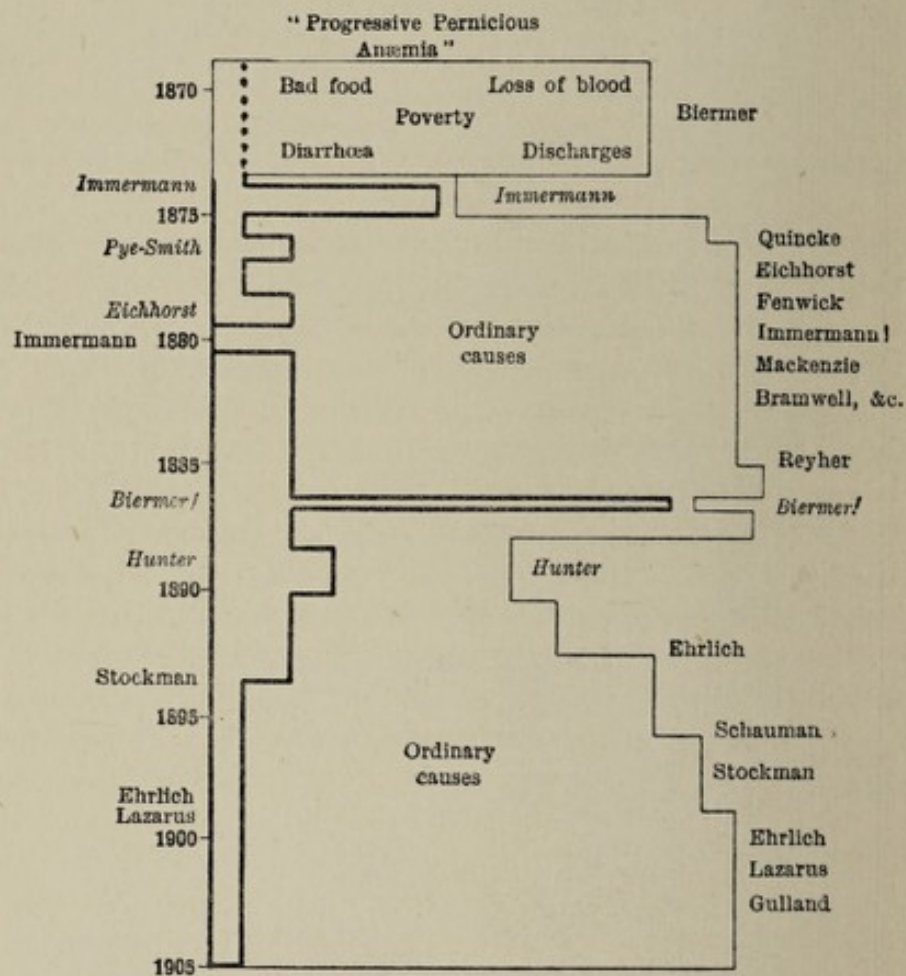 "Progressive Pernicious
Anæmia"
1870
Bad food Loss of blood
Poverty
Diarrhœa Discharges
Biermer
Immermann
Immermann
1875
Pye-Smith
Quincke
Eichhorst
Eichhorst
Fenwick
Immermann 1880
Immermann!
Ordinary
causes
Mackenzie
Bramwell, &c.
1885
Reyher
Biermer!
Biermer!
Hunter
Hunter
1890
Ehrlich
Stockman
1895
Schauman
Stockman
Ordinary
causes
Ehrlich
Lazarus
1900
Ehrlich
Lazarus
Gulland
1905